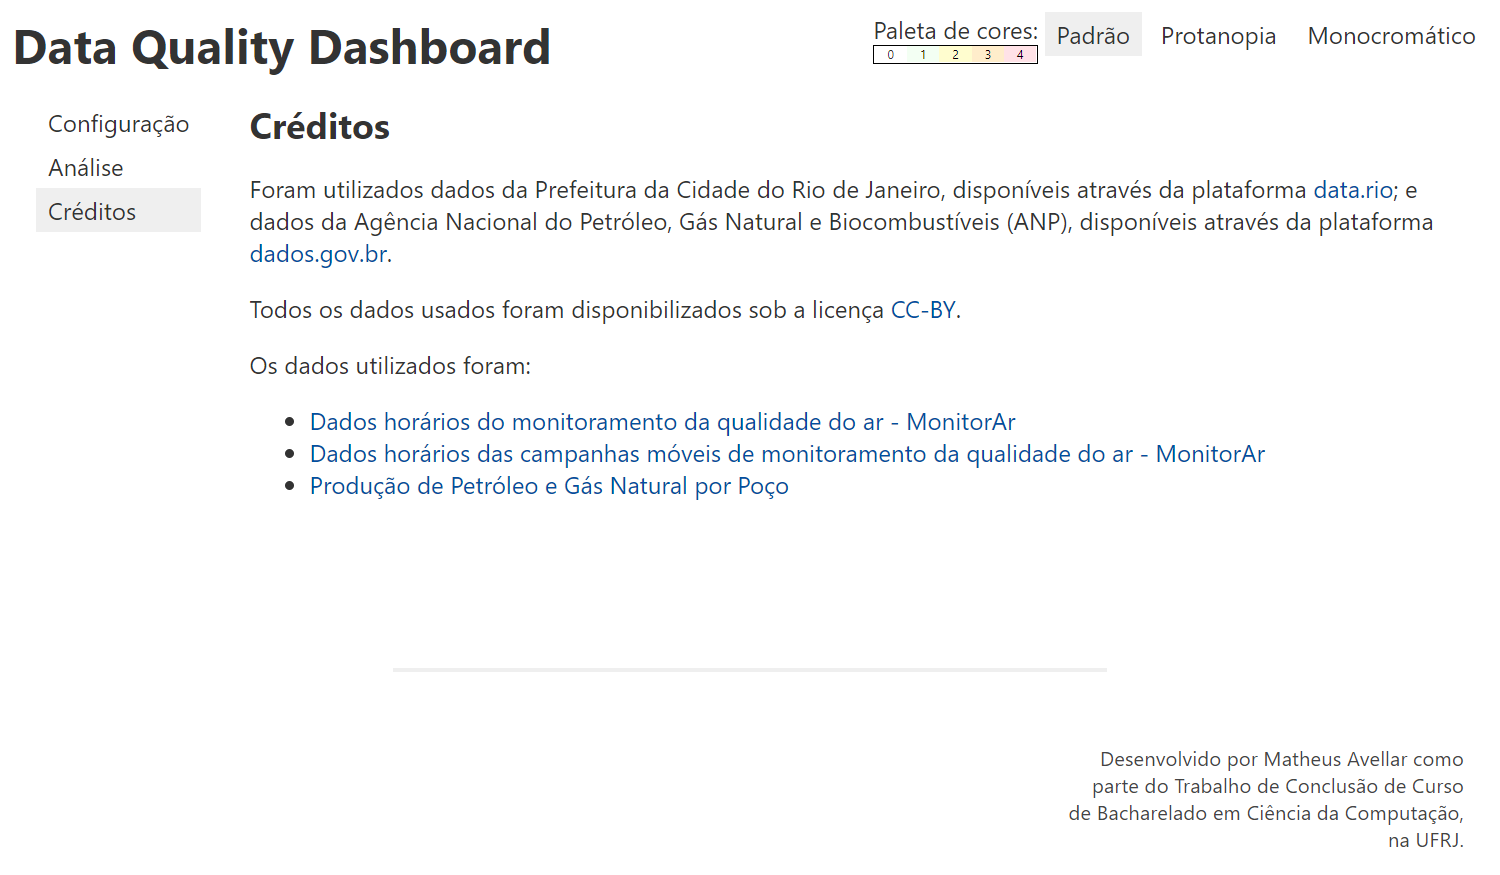 Data Quality Dashboard
Paleta de cores:
0 1 2 3 4
Padrão
Protanopia
Monocromático
Configuração
Análise
Créditos
Créditos
Foram utilizados dados da Prefeitura da Cidade do Rio de Janeiro, disponíveis através da plataforma data.rio; e
dados da Agência Nacional do Petróleo, Gás Natural e Biocombustíveis (ANP), disponíveis através da plataforma
dados.gov.br.
Todos os dados usados foram disponibilizados sob a licença CC-BY.
Os dados utilizados foram:
Dados horários do monitoramento da qualidade do ar - MonitorAr
Dados horários das campanhas móveis de monitoramento da qualidade do ar - MonitorAr
Produção de Petróleo e Gás Natural por Poço
Desenvolvido por Matheus Avellar como
parte do Trabalho de Conclusão de Curso
de Bacharelado em Ciência da Computação,
na UFRJ.